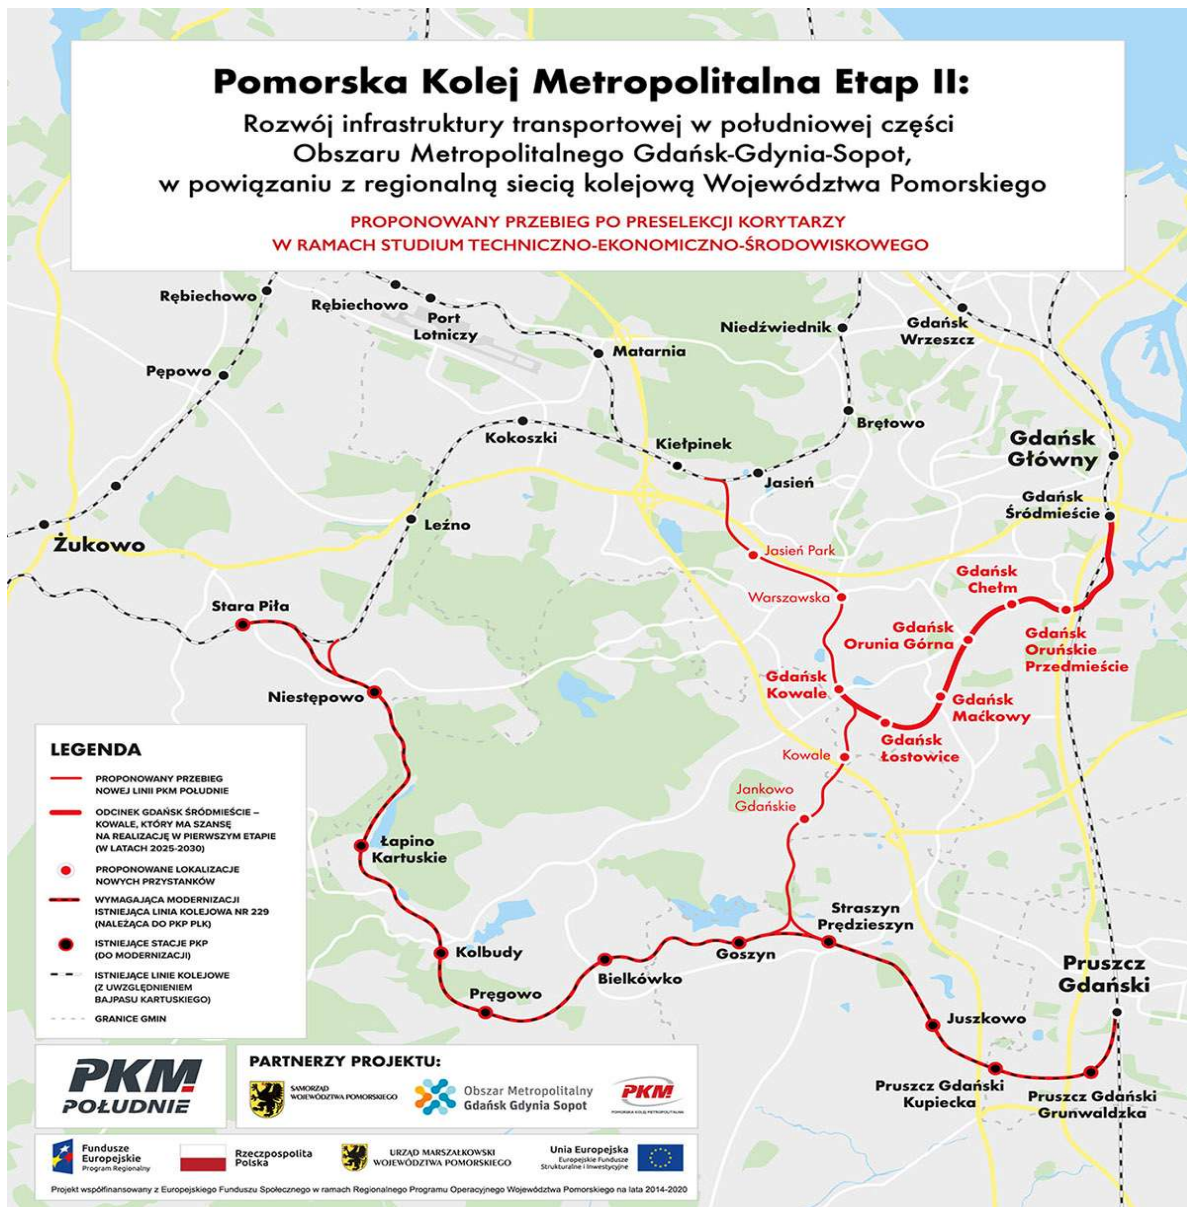 Pomorska Kolej Metropolitalna Etap II:
Rozwój infrastruktury transportowej w południowej części
Obszaru Metropolitalnego Gdańsk-Gdynia-Sopot,
w powiązaniu z regionalną siecią kolejową Województwa Pomorskiego
PROPONOWANY PRZEBIEG PO PRESELEKCJI KORYTARZY
W RAMACH STUDIUM TECHNICZNO-EKONOMICZNO-ŚRODOWISKOWEGO
Rębiechowo
Rębiechowo
Port
Lotniczy
Niedźwiednik
Gdańsk
Wrzeszcz
Matarnia
Pępowo
Brętowo
Kokoszki
Kiełpinek
Gdańsk
Główny
Jasień
Gdańsk
Śródmieście
Leźno
Żukowo
Jasień Park
Gdańsk
Chełm
Warszawska
Stara Piła
Gdańsk
Orunia Górna
Gdańsk
Oruńskie
Przedmieście
Gdańsk
Kowale
Niestępowo
Gdańsk
Maćkowy
Gdańsk
Łostowice
Kowale
Jankowo
Gdańskie
Łapino
Kartuskie
Straszyn
Prędzieszyn
Kolbudy
Goszyn
Bielkówko
Pręgowo
Pruszcz
Gdański
Juszkowo
Pruszcz Gdański
Kupiecka
Pruszcz Gdański
Grunwaldzka
LEGENDA
PROPONOWANY PRZEBIEG
NOWEJ LINII PKM POŁUDNIE
ODCINEK GDAŃSK ŚRÓDMIEŚCIE –
KOWALE, KTÓRY MA SZANSĘ
NA REALIZACJĘ W PIERWSZYM ETAPIE
(W LATACH 2025-2030)
PROPONOWANE LOKALIZACJE
NOWYCH PRZYSTANKÓW
WYMAGAJĄCA MODERNIZACJI
ISTNIEJĄCA LINIA KOLEJOWA NR 229
(NALEŻĄCA DO PKP PLK)
ISTNIEJĄCE STACJE PKP
(DO MODERNIZACJI)
ISTNIEJĄCE LINIE KOLEJOWE
(Z UWZGLĘDNIENIEM
BAJPASU KARTUSKIEGO)
GRANICE GMIN
PKM
POŁUDNIE
PARTNERZY PROJEKTU:
SAMORZĄD
WOJEWÓDZTWA POMORSKIEGO
Obszar Metropolitalny
Gdańsk Gdynia Sopot
PKM
POMORSKA KOLEJ METROPOLITALNA
Fundusze
Europejskie
Program Regionalny
Rzeczpospolita
Polska
URZĄD MARSZAŁKOWSKI
WOJEWÓDZTWA POMORSKIEGO
Unia Europejska
Europejskie Fundusze
Strukturalne i Inwestycyjne
Projekt współfinansowany z Europejskiego Funduszu Społecznego w ramach Regionalnego Programu Operacyjnego Województwa Pomorskiego na lata 2014-2020